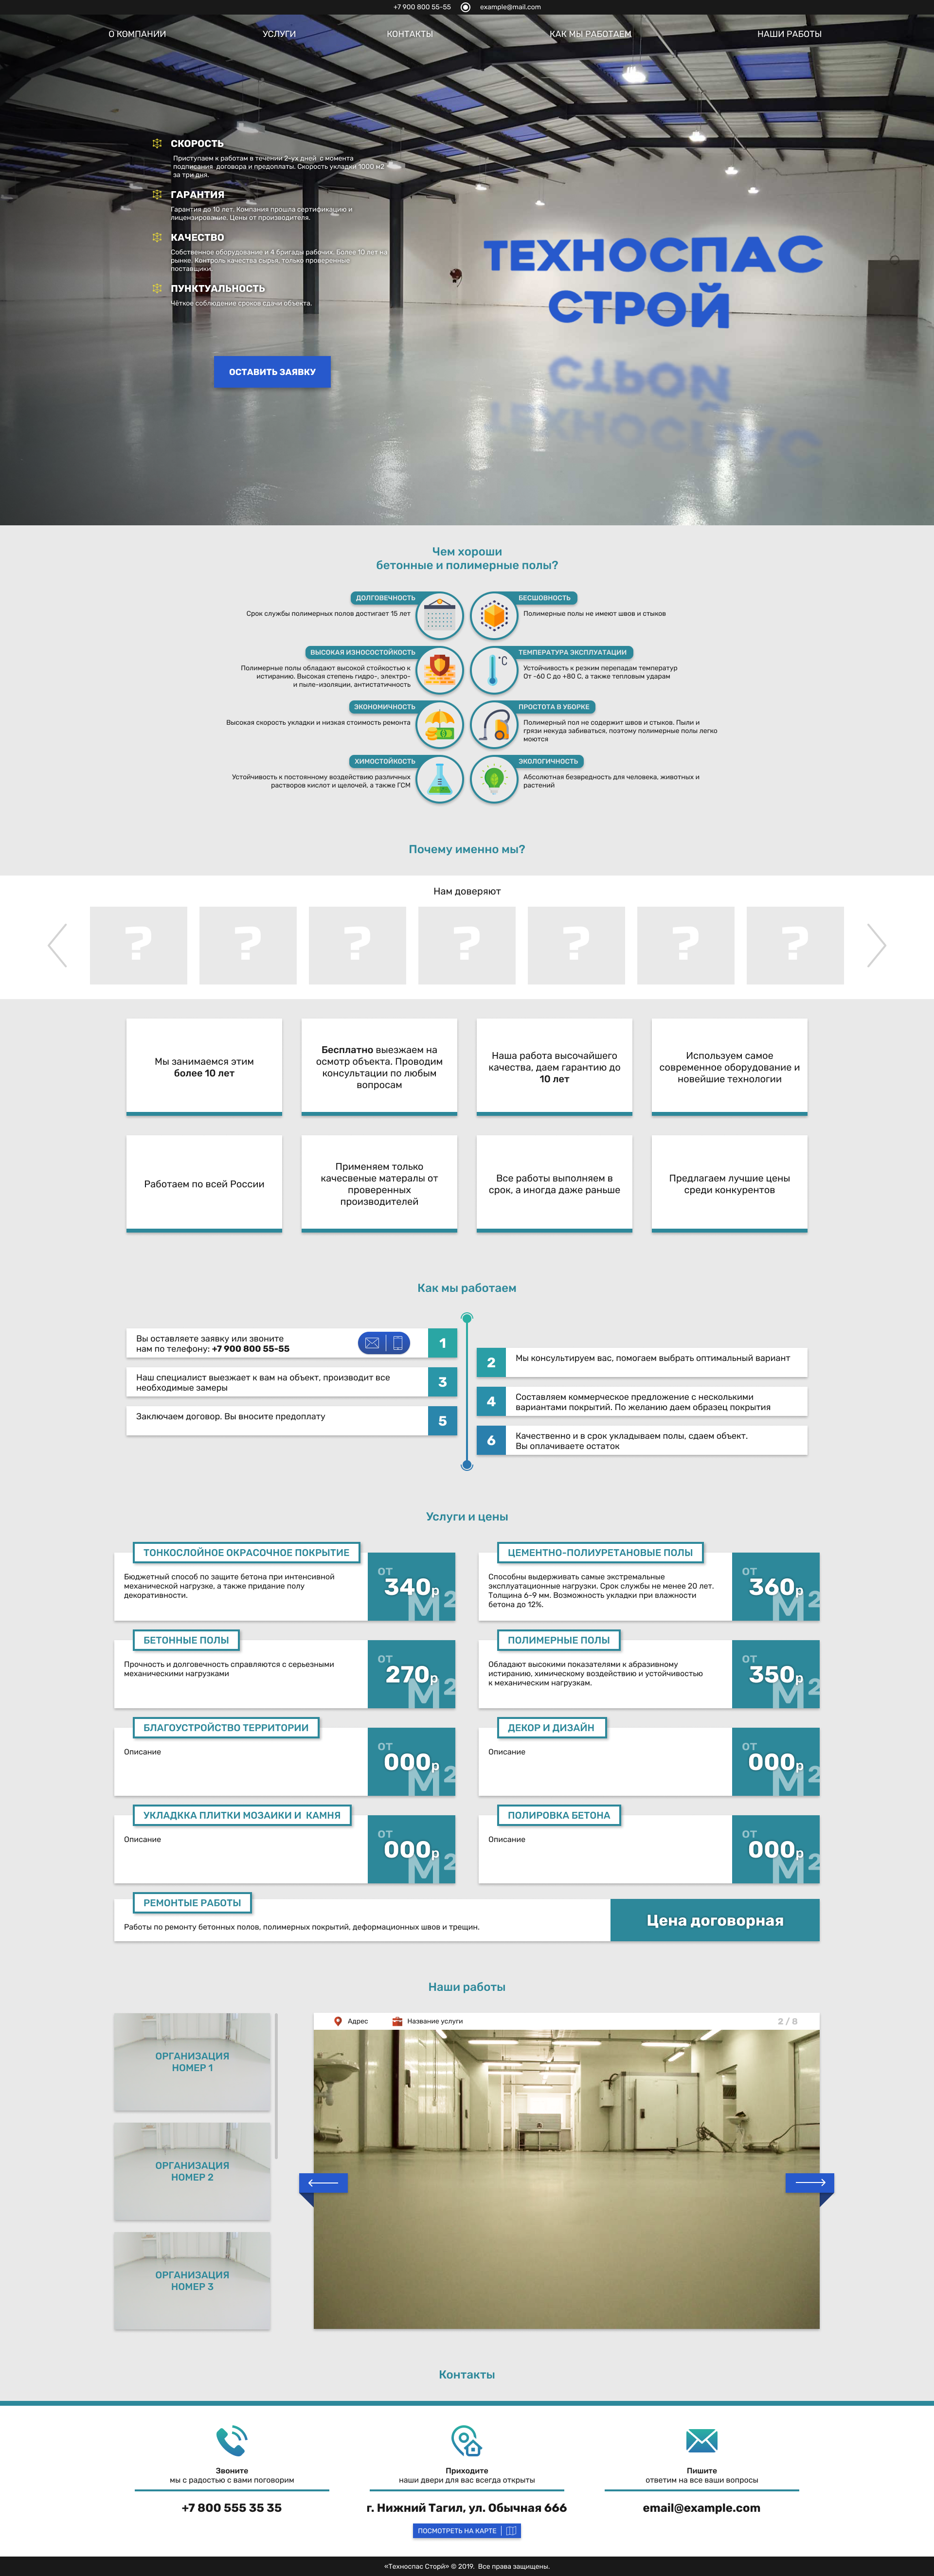 +7 900 800 55-55
example@mail.com
О КОМПАНИИ
УСЛУГИ
КОНТАКТЫ
КАК МЫ РАБОТАЕМ
НАШИ РАБОТЫ
СКОРОСТЬ
Приступаем к работам в течении 2-ух дней с момента
подписания договора и предоплаты. Скорость укладки 1000 м2 -
за три дня.
ГАРАНТИЯ
Гарантия до 10 лет. Компания прошла сертификацию и
лицензирование. Цены от производителя.
КАЧЕСТВО
Собственное оборудование и 4 бригады рабочих. Более 10 лет на
рынке. Контроль качества сырья, только проверенные
поставщики.
ПУНКТУАЛЬНОСТЬ
Чёткое соблюдение сроков сдачи объекта.
ОСТАВИТЬ ЗАЯВКУ
ТЕХНОСПАС
СТРОЙ
Чем хороши
бетонные и полимерные полы?
ДОЛГОВЕЧНОСТЬ
Срок службы полимерных полов достигает 15 лет
БЕСШОВНОСТЬ
Полимерные полы не имеют швов и стыков
ВЫСОКАЯ ИЗНОСОСТОЙКОСТЬ
Полимерные полы обладают высокой стойкостью к
истиранию. Высокая степень гидро-, электро-
и пыле-изоляции, антистатичность
°C
ТЕМПЕРАТУРА ЭКСПЛУАТАЦИИ
Устойчивость к резким перепадам температур
От -60 С до +80 С, а также тепловым ударам
ЭКОНОМИЧНОСТЬ
Высокая скорость укладки и низкая стоимость ремонта
ПРОСТОТА В УБОРКЕ
Полимерный пол не содержит швов и стыков. Пыли и
грязи некуда забиваться, поэтому полимерные полы легко
моются
ХИМОСТОЙКОСТЬ
Устойчивость к постоянному воздействию различных
растворов кислот и щелочей, а также ГСМ
ЭКОЛОГИЧНОСТЬ
Абсолютная безвредность для человека, животных и
растений
Почему именно мы?
Нам доверяют
? ? ? ? ? ? ?
Мы занимаемся этим
более 10 лет
Бесплатно выезжаем на
осмотр объекта. Проводим
консультации по любым
вопросам
Наша работа высочайшего
качества, даем гарантию до
10 лет
Используем самое
современное оборудование и
новейшие технологии
Работаем по всей России
Применяем только
качесвеные матералы от
проверенных
производителей
Все работы выполняем в
срок, а иногда даже раньше
Предлагаем лучшие цены
среди конкурентов
Как мы работаем
Вы оставляете заявку или звоните
нам по телефону: +7 900 800 55-55
1
2
Мы консультируем вас, помогаем выбрать оптимальный вариант
Наш специалист выезжает к вам на объект, производит все
необходимые замеры
3
4
Составляем коммерческое предложение с несколькими
вариантами покрытий. По желанию даем образец покрытия
Заключаем договор. Вы вносите предоплату
5
6
Качественно и в срок укладываем полы, сдаем объект.
Вы оплачиваете остаток
Услуги и цены
ТОНКОСЛОЙНОЕ ОКРАСОЧНОЕ ПОКРЫТИЕ
Бюджетный способ по защите бетона при интенсивной
механической нагрузке, а также придание полу
декоративности.
от
340р
М2
ЦЕМЕНТНО-ПОЛИУРЕТАНОВЫЕ ПОЛЫ
Способны выдерживать самые экстремальные
эксплуатационные нагрузки. Срок службы не менее 20 лет.
Толщина 6-9 мм. Возможность укладки при влажности
бетона до 12%.
от
360р
М2
БЕТОННЫЕ ПОЛЫ
Прочность и долговечность справляются с серьезными
механическими нагрузками
от
270р
М2
ПОЛИМЕРНЫЕ ПОЛЫ
Обладают высокими показателями к абразивному
истиранию, химическому воздействию и устойчивостью
к механическим нагрузкам.
от
350р
М2
БЛАГОУСТРОЙСТВО ТЕРРИТОРИИ
Описание
от
000р
М2
ДЕКОР И ДИЗАЙН
Описание
от
000р
М2
УКЛАДККА ПЛИТКИ МОЗАИКИ И КАМНЯ
Описание
от
000р
М2
ПОЛИРОВКА БЕТОНА
Описание
от
000р
М2
РЕМОНТНЫЕ РАБОТЫ
Работы по ремонту бетонных полов, полимерных покрытий, деформационных швов и трещин.
Цена договорная
Наши работы
ОРГАНИЗАЦИЯ
НОМЕР 1
ОРГАНИЗАЦИЯ
НОМЕР 2
ОРГАНИЗАЦИЯ
НОМЕР 3
Адрес
Название услуги
2 / 8
Контакты
Звоните
мы с радостью с вами поговорим
+7 800 555 35 35
Приходите
наши двери для вас всегда открыты
г. Нижний Тагил, ул. Обычная 666
ПОСМОТРЕТЬ НА КАРТЕ
Пишите
ответим на все ваши вопросы
email@example.com
«Техноспас Сторй» © 2019. Все права защищены.